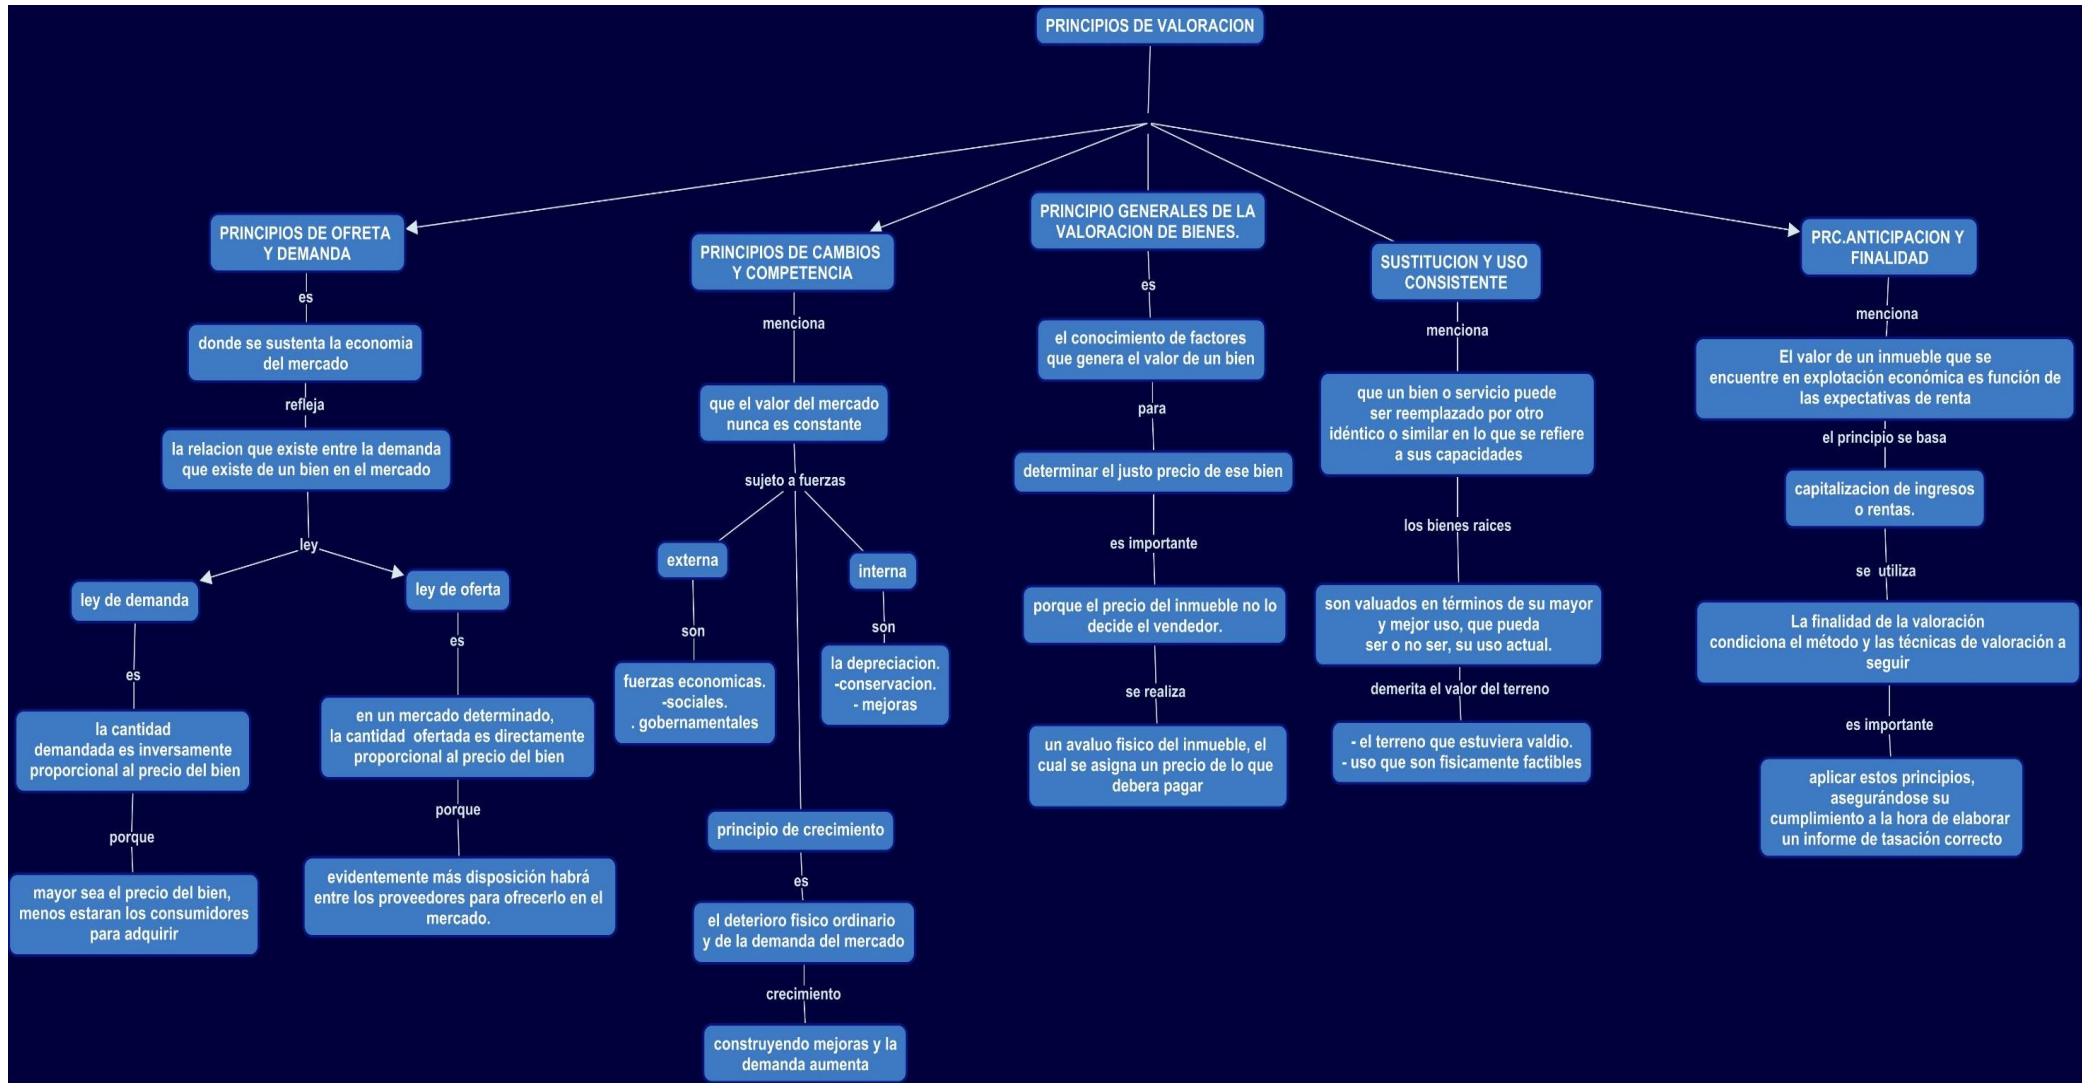 PRINCIPIOS DE VALORACION
PRINCIPIOS DE OFRETA
Y DEMANDA
es
donde se sustenta la economia
del mercado
refleja
la relacion que existe entre la demanda
que existe de un bien en el mercado
ley
ley de demanda
es
la cantidad
demandada es inversamente
proporcional al precio del bien
porque
mayor sea el precio del bien,
menos estaran los consumidores
para adquirir
ley de oferta
es
en un mercado determinado,
la cantidad ofertada es directamente
proporcional al precio del bien
porque
evidentemente más disposición habrá
entre los proveedores para ofrecerlo en el
mercado.
PRINCIPIOS DE CAMBIOS
Y COMPETENCIA
menciona
que el valor del mercado
nunca es constante
sujeto a fuerzas
externa
son
fuerzas economicas.
-sociales.
. gobernamentales
interna
son
la depreciacion.
-conservacion.
- mejoras
principio de crecimiento
es
el deterioro fisico ordinario
y de la demanda del mercado
crecimiento
construyendo mejoras y la
demanda aumenta
PRINCIPIO GENERALES DE LA
VALORACION DE BIENES.
es
el conocimiento de factores
que genera el valor de un bien
para
determinar el justo precio de ese bien
es importante
porque el precio del inmueble no lo
decide el vendedor.
se realiza
un avaluo fisico del inmueble, el
cual se asigna un precio de lo que
debera pagar
SUSTITUCION Y USO
CONSISTENTE
menciona
que un bien o servicio puede
ser reemplazado por otro
idéntico o similar en lo que se refiere
a sus capacidades
los bienes raices
son valuados en términos de su mayor
y mejor uso, que pueda
ser o no ser, su uso actual.
demerita el valor del terreno
- el terreno que estuviera valdio.
- uso que son fisicamente factibles
PRC.ANTICIPACION Y
FINALIDAD
menciona
El valor de un inmueble que se
encuentre en explotación económica es función de
las expectativas de renta
el principio se basa
capitalizacion de ingresos
o rentas.
se utiliza
La finalidad de la valoración
condiciona el método y las técnicas de valoración a
seguir
es importante
aplicar estos principios,
asegurándose su
cumplimiento a la hora de elaborar
un informe de tasación correcto